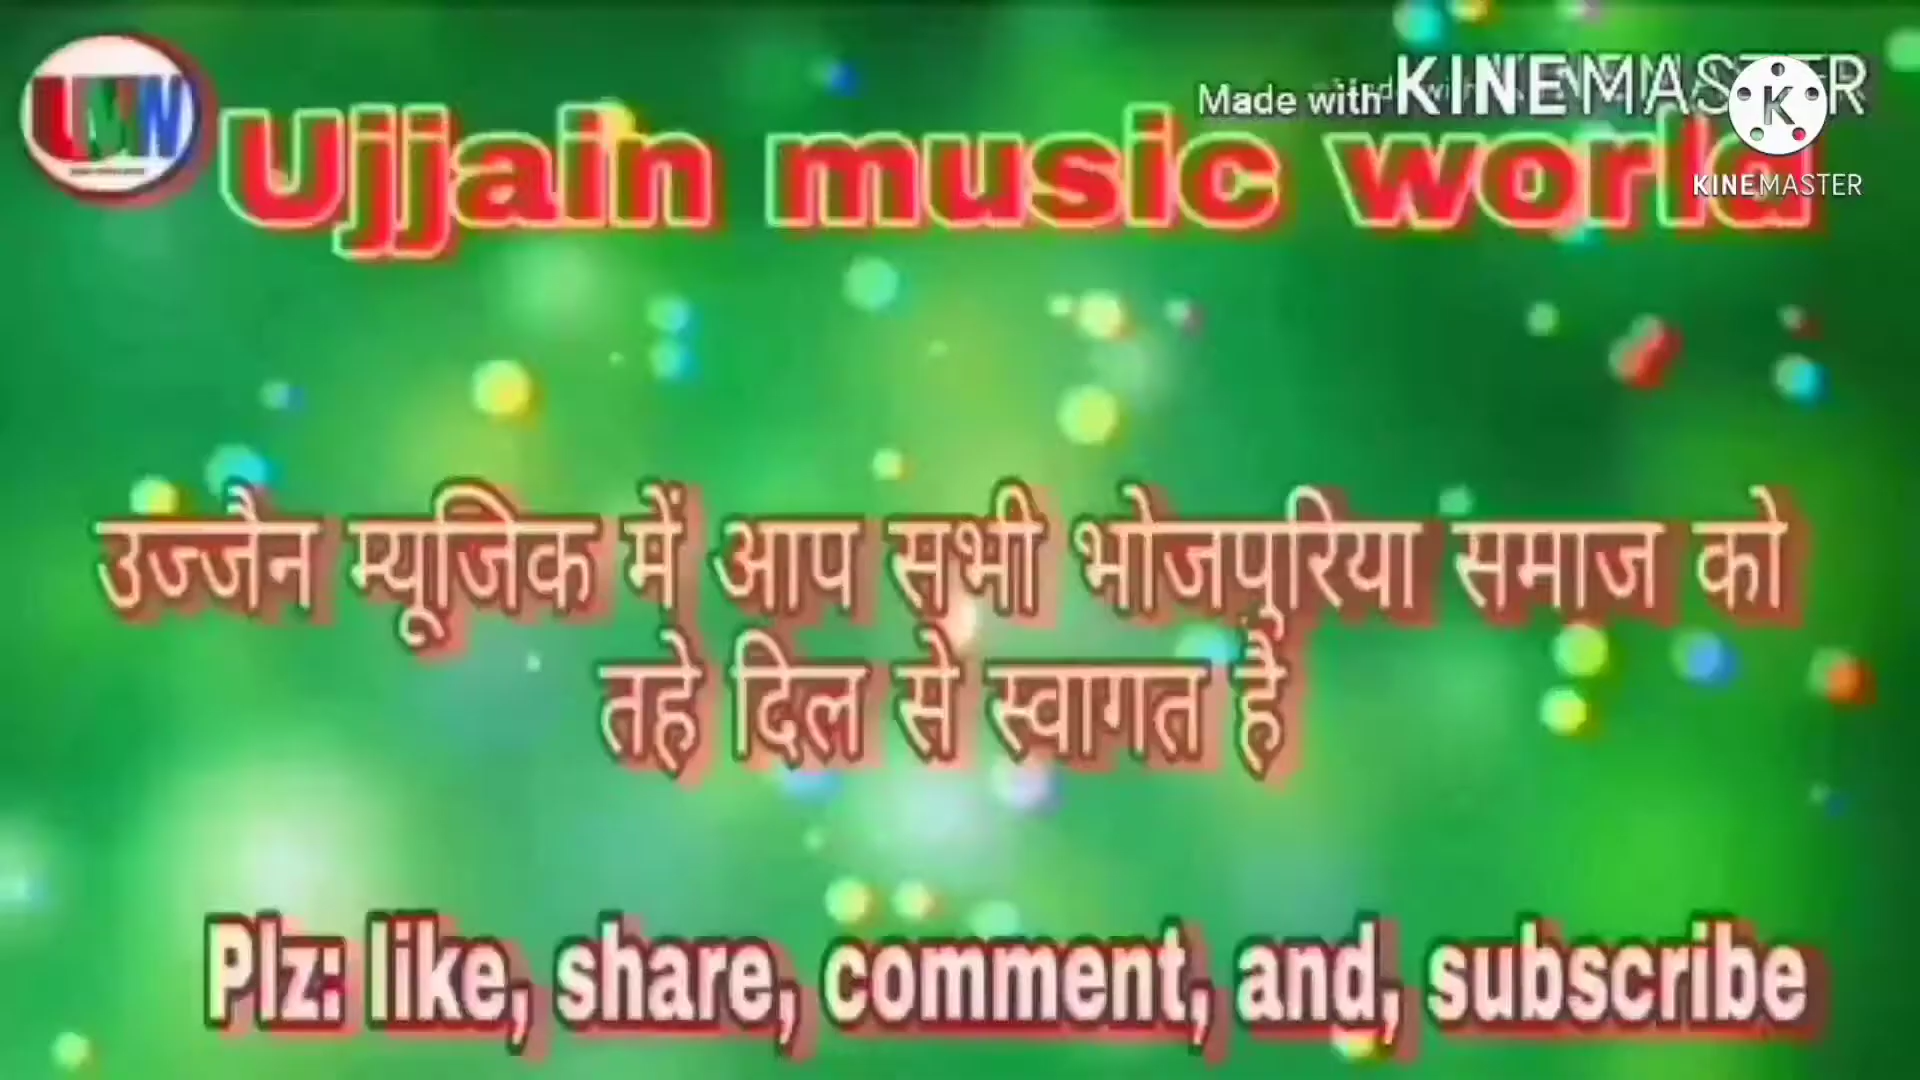 Made with KINEMASTER
UMW
Ujjain music world
KINEMASTER
उज्जैन म्यूजिक में आप सभी भोजपुरिया समाज को
तहे दिल से स्वागत है
Plz: like, share, comment, and, subscribe